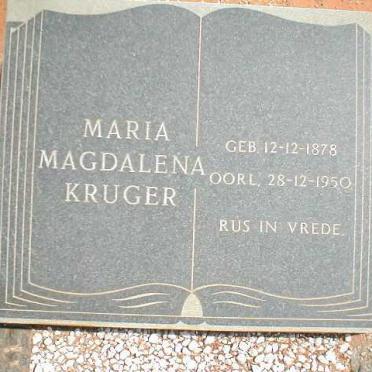 MARIA
MAGDALENA
KRUGER
GEB. 12-12-1878
OORL. 28-12-1950
RUS IN VREDE.